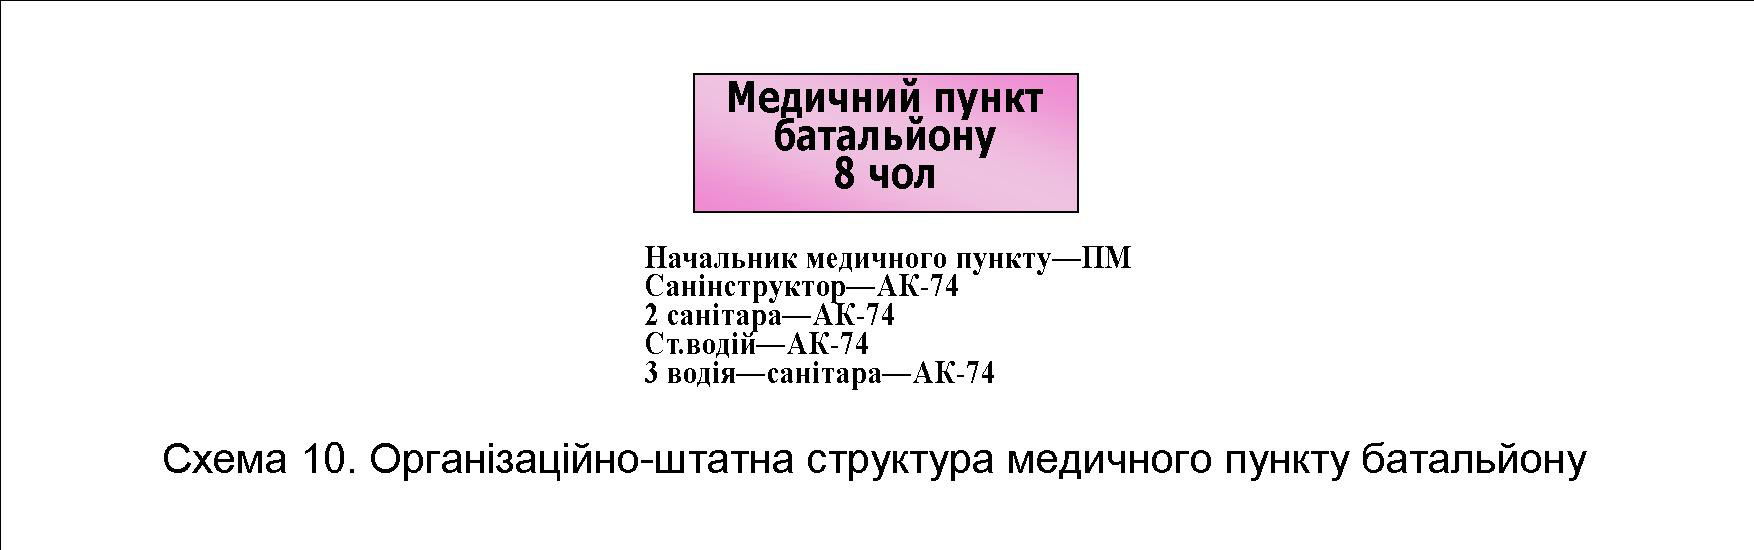 Медичний пункт
батальйону
8 чол
Начальник медичного пункту—ПМ
Санінструктор—АК-74
2 санітара—АК-74
Ст.водій—АК-74
3 водія—санітара—АК-74
Схема 10. Організаційно-штатна структура медичного пункту батальйону